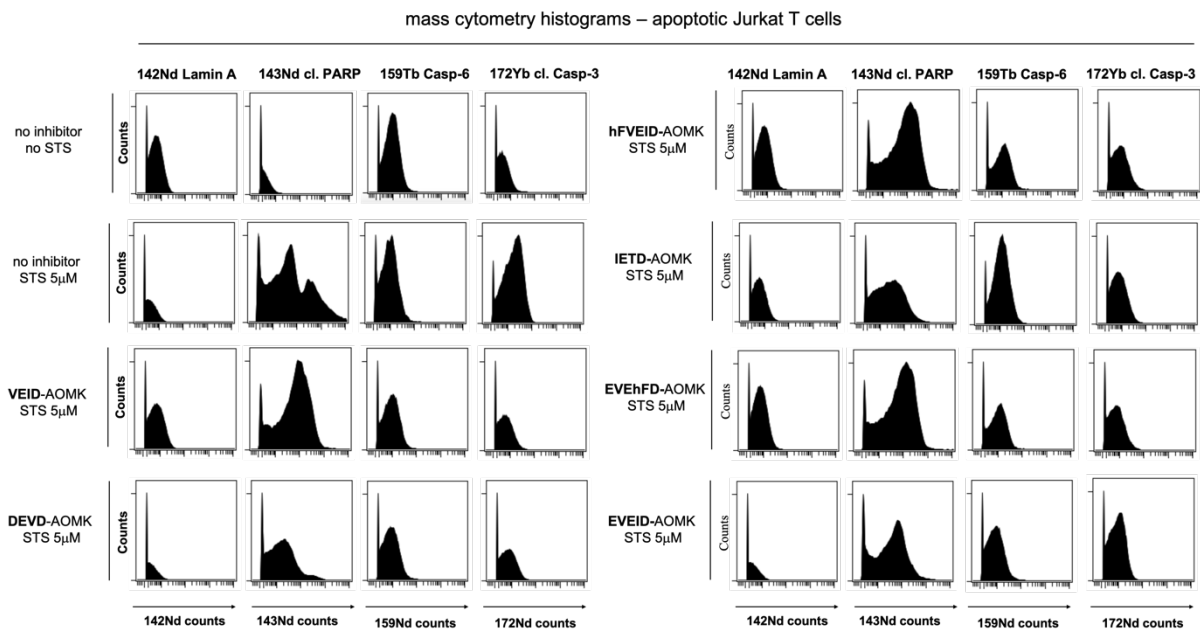 mass cytometry histograms – apoptotic Jurkat T cells
142Nd Lamin A 143Nd cl. PARP 159Tb Casp-6 172Yb cl. Casp-3
no inhibitor
no STS
Counts
no inhibitor
STS 5μM
Counts
VEID-AOMK
STS 5μM
Counts
DEVD-AOMK
STS 5μM
Counts
142Nd counts 143Nd counts 159Nd counts 172Nd counts
142Nd Lamin A 143Nd cl. PARP 159Tb Casp-6 172Yb cl. Casp-3
hFVEID-AOMK
STS 5μM
Counts
IETD-AOMK
STS 5μM
Counts
EVEhFD-AOMK
STS 5μM
Counts
EVEID-AOMK
STS 5μM
Counts
142Nd counts 143Nd counts 159Nd counts 172Nd counts